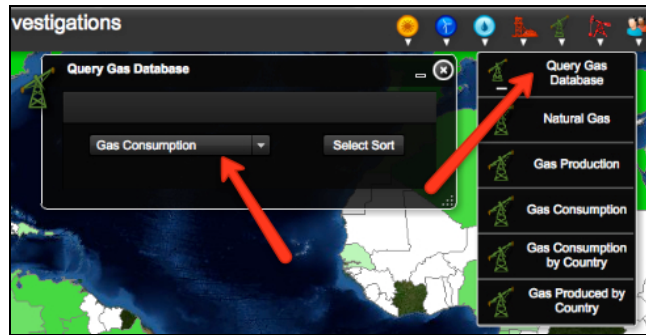 vestigations
Query Gas Database
Gas Consumption
Select Sort
Query Gas
Database
Natural Gas
Gas Production
Gas Consumption
Gas Consumption
by Country
Gas Produced by
Country